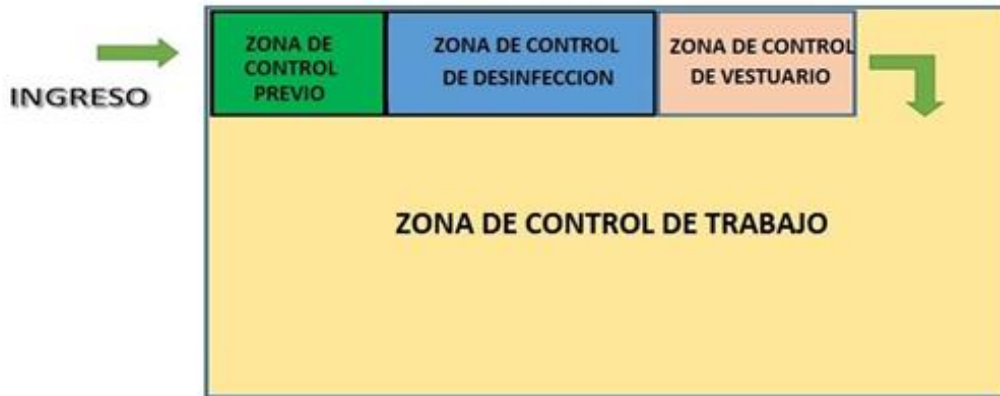 INGRESO
ZONA DE
CONTROL
PREVIO
ZONA DE CONTROL
DE DESINFECCION
ZONA DE CONTROL
DE VESTUARIO
ZONA DE CONTROL DE TRABAJO